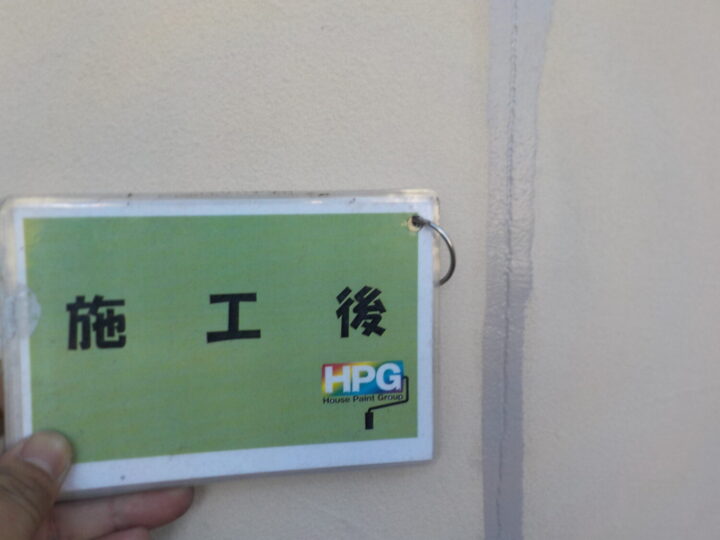 施工後
HPG
House Paint Group